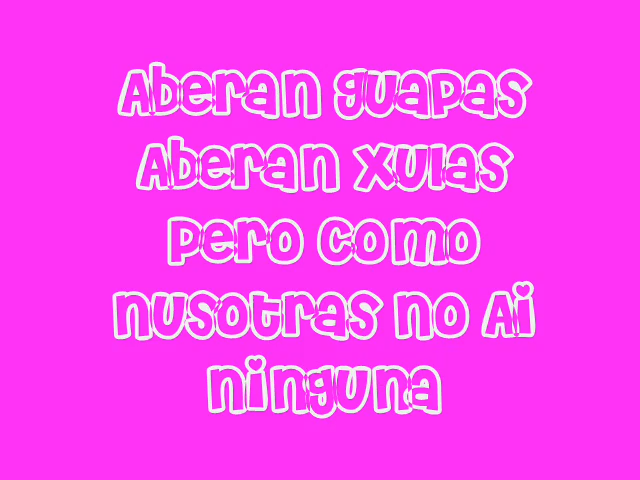 Aberan guapas
Aberan xulas
pero como
nusotras no Ai
ninguna